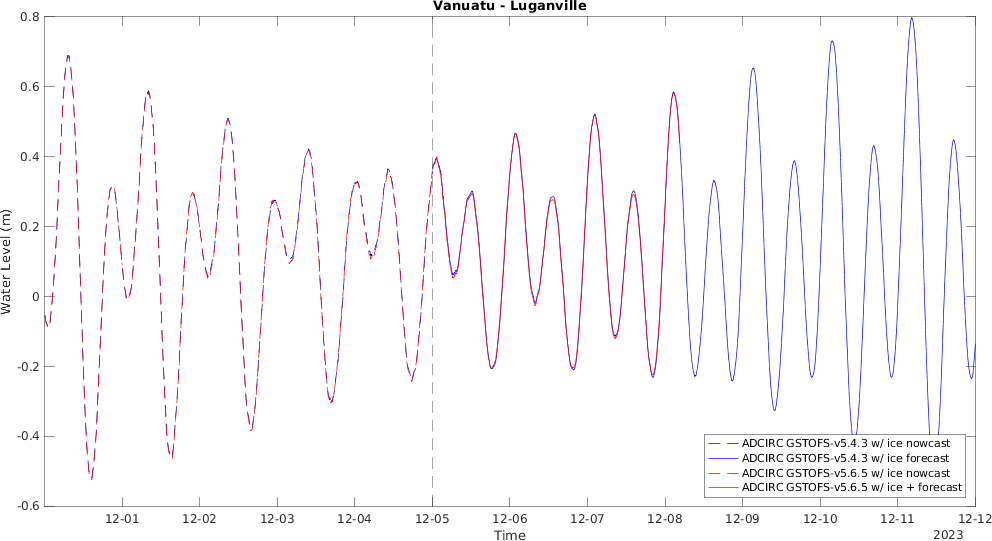 Vanuatu - Luganville
0.8
0.6
0.4
0.2
0
-0.2
-0.4
-0.6
Water Level (m)
ADCIRC GSTOFS-v5.4.3 w/ ice nowcast
ADCIRC GSTOFS-v5.4.3 w/ ice forecast
ADCIRC GSTOFS-v5.6.5 w/ ice nowcast
ADCIRC GSTOFS-v5.6.5 w/ ice + forecast
12-01 12-02 12-03 12-04 12-05 12-06 12-07 12-08 12-09 12-10 12-11 12-12
Time
2023